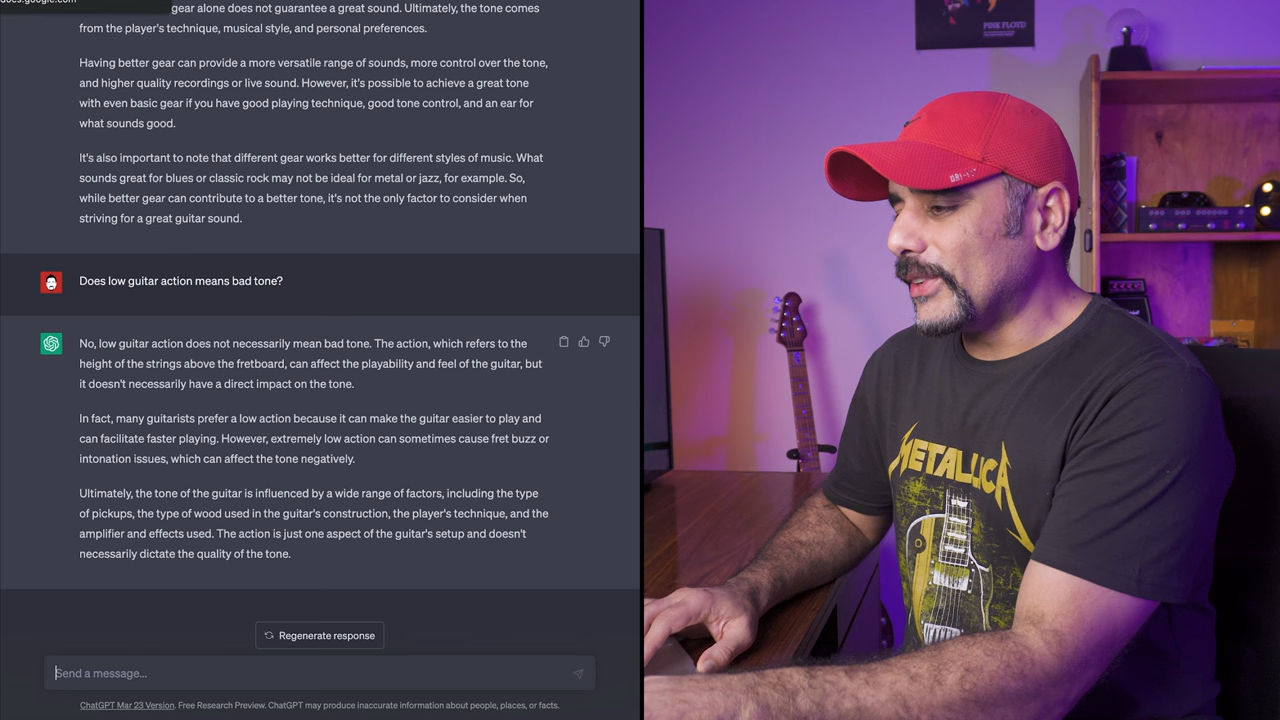 docs.google.com
gear alone does not guarantee a great sound. Ultimately, the tone comes
from the player's technique, musical style, and personal preferences.
Having better gear can provide a more versatile range of sounds, more control over the tone,
and higher quality recordings or live sound. However, it's possible to achieve a great tone
with even basic gear if you have good playing technique, good tone control, and an ear for
what sounds good.
It's also important to note that different gear works better for different styles of music. What
sounds great for blues or classic rock may not be ideal for metal or jazz, for example. So,
while better gear can contribute to a better tone, it's not the only factor to consider when
striving for a great guitar sound.
Does low guitar action means bad tone?
No, low guitar action does not necessarily mean bad tone. The action, which refers to the
height of the strings above the fretboard, can affect the playability and feel of the guitar, but
it doesn't necessarily have a direct impact on the tone.
In fact, many guitarists prefer a low action because it can make the guitar easier to play and
can facilitate faster playing. However, extremely low action can sometimes cause fret buzz or
intonation issues, which can affect the tone negatively.
Ultimately, the tone of the guitar is influenced by a wide range of factors, including the type
of pickups, the type of wood used in the guitar's construction, the player's technique, and the
amplifier and effects used. The action is just one aspect of the guitar's setup and doesn't
necessarily dictate the quality of the tone.
Regenerate response
Send a message...
ChatGPT Mar 23 Version. Free Research Preview. ChatGPT may produce inaccurate information about people, places, or facts.
PINK FLOYD
DRI-FIT
METALLICA